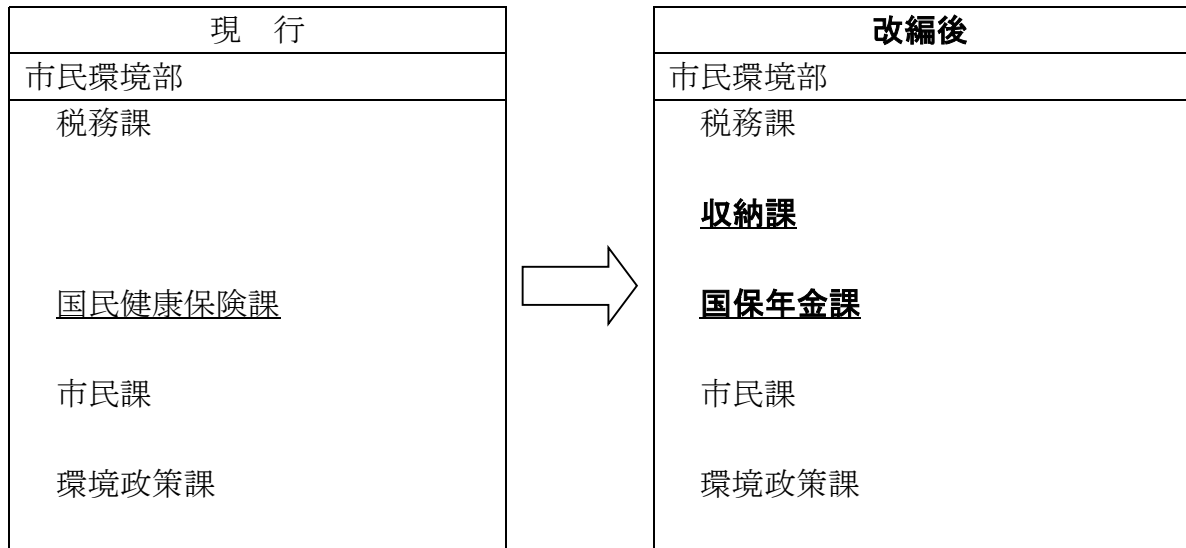 現 行
市民環境部
税務課
国民健康保険課
市民課
環境政策課
改編後
市民環境部
税務課
収納課
国保年金課
市民課
環境政策課